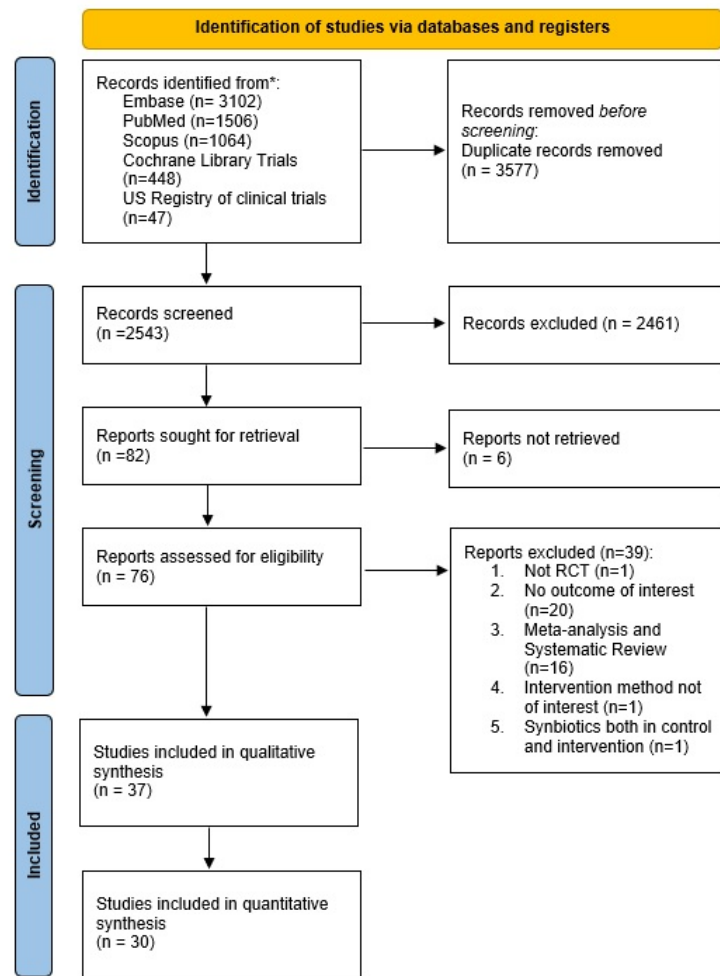 Identification of studies via databases and registers
Identification
Records identified from*:
Embase (n= 3102)
PubMed (n=1506)
Scopus (n=1064)
Cochrane Library Trials
(n=448)
US Registry of clinical trials
(n=47)
Records removed before
screening:
Duplicate records removed
(n = 3577)
Screening
Records screened
(n =2543)
Records excluded (n = 2461)
Reports sought for retrieval
(n =82)
Reports not retrieved
(n = 6)
Reports assessed for eligibility
(n = 76)
Reports excluded (n=39):
1. Not RCT (n=1)
2. No outcome of interest
(n=20)
3. Meta-analysis and
Systematic Review
(n=16)
4. Intervention method not
of interest (n=1)
5. Synbiotics both in control
and intervention (n=1)
Included
Studies included in qualitative
synthesis
(n = 37)
Studies included in quantitative
synthesis
(n = 30)